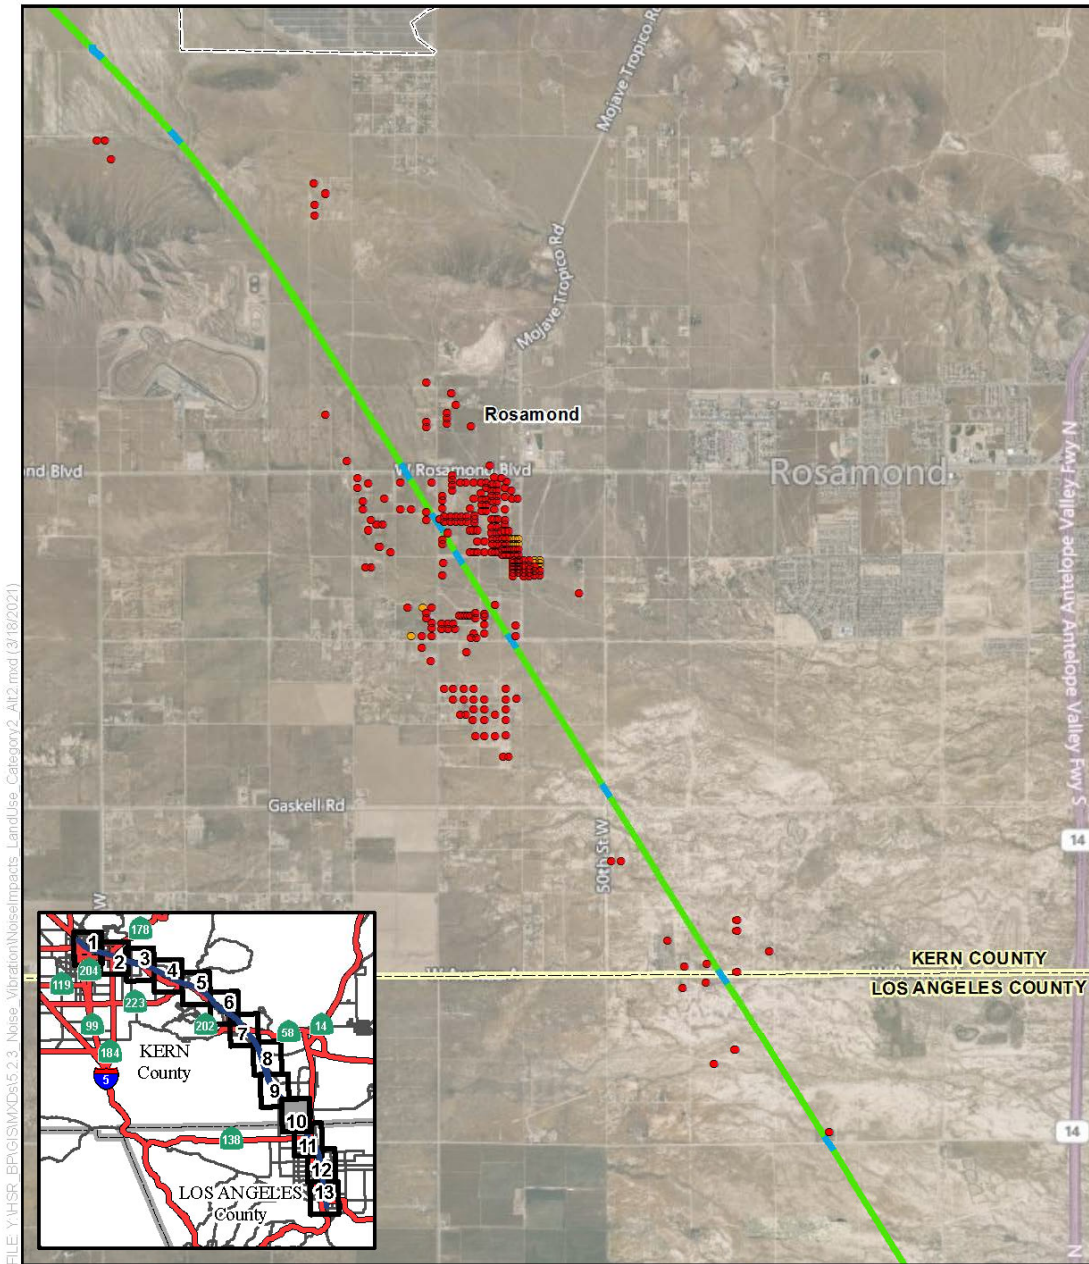 Mojave Tropico Rd
Mojave Tropico Rd
Rosamond
W Rosamond Blvd
ond Blvd
Rosamond
Antelope Valley Fwy N
Antelope Valley Fwy S
Gaskell Rd
50th St W
14
W
KERN COUNTY
LOS ANGELES COUNTY
14
N
178
1
2
3
4
5
6
7
8
9
10
11
12
13
204
119
223
99
202
58
14
184
KERN
County
5
138
LOS ANGELES
County
FILE: Y:\HSR_BP\GIS\MXDs\5.2.3_Noise_Vibration\NoiseImpacts_LandUse_Category2_Alt2.mxd (3/18/2021)